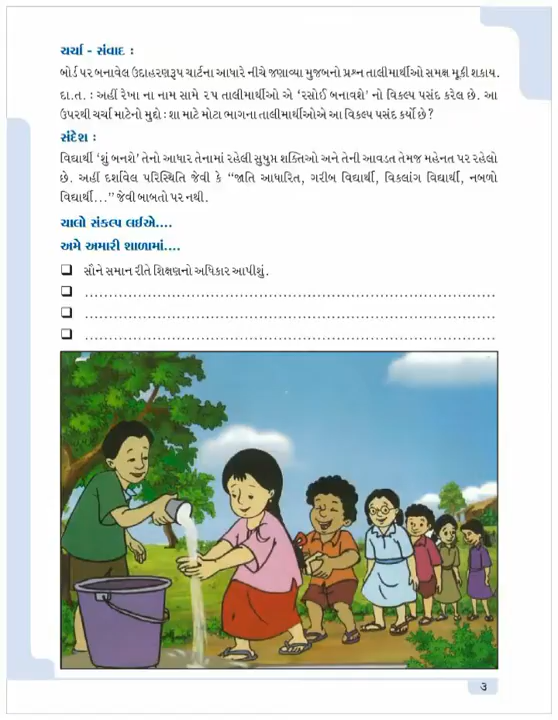 ચર્ચા - સંવાદ :
બોર્ડ પર બનાવેલ ઉદાહરણરૂપ ચાર્ટના આધારે નીચે જણાવ્યા મુજબનો પ્રશ્ન તાલીમાર્થીઓ સમક્ષ મૂકી શકાય.
દા.ત. : અહીં રેખા ના નામ સામે ૨૫ તાલીમાર્થીઓ એ ‘રસોઈ બનાવશે’ નો વિકલ્પ પસંદ કરેલ છે. આ
ઉપરથી ચર્ચા માટેનો મુદ્દો : શા માટે મોટા ભાગના તાલીમાર્થીઓએ આ વિકલ્પ પસંદ કર્યો છે ?
સંદેશ :
વિદ્યાર્થી ‘શું બનશે’ તેનો આધાર તેનામાં રહેલી સુષુપ્ત શક્તિઓ અને તેની આવડત તેમજ મહેનત પર રહેલો
છે. અહીં દર્શાવેલ પરિસ્થિતિ જેવી કે “જાતિ આધારિત, ગરીબ વિદ્યાર્થી, વિકલાંગ વિદ્યાર્થી, નબળો
વિદ્યાર્થી...” જેવી બાબતો પર નથી.
ચાલો સંકલ્પ લઈએ....
અમે અમારી શાળામાં....
સૌને સમાન રીતે શિક્ષણનો અધિકાર આપીશું.
૩